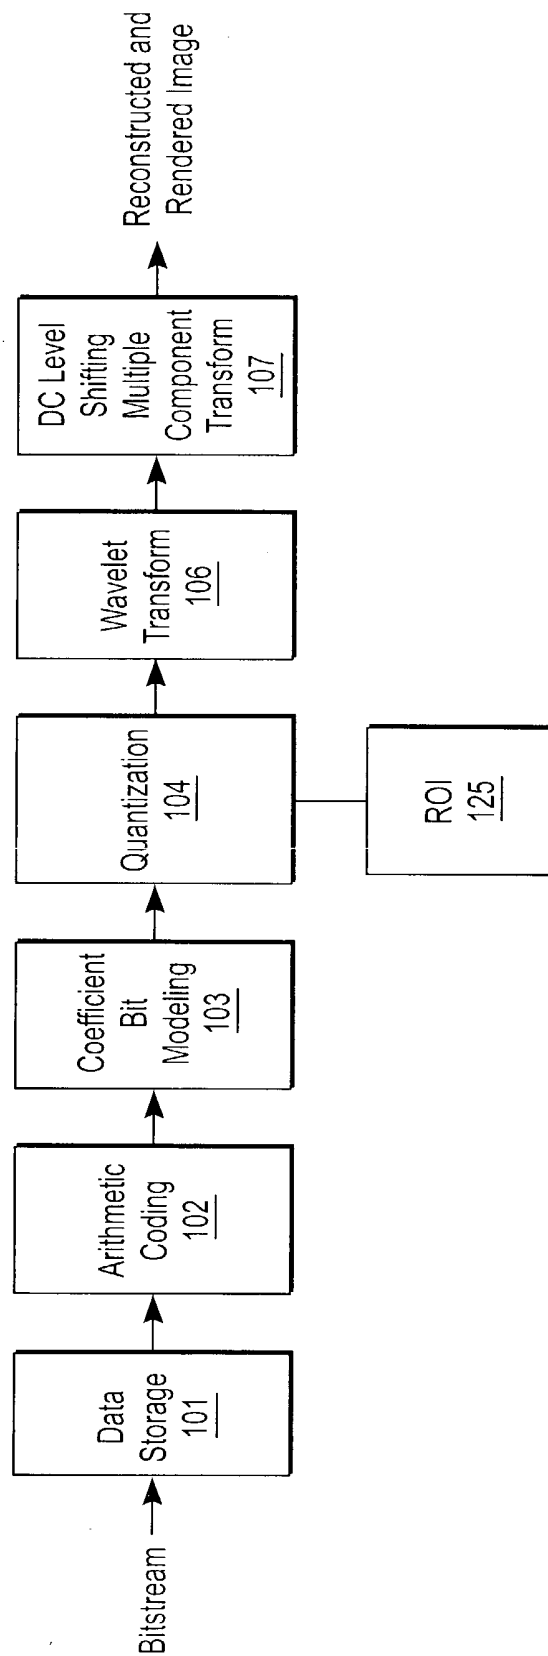 Bitstream
Data
Storage
101
Arithmetic
Coding
102
Coefficient
Bit
Modeling
103
Quantization
104
ROI
125
Wavelet
Transform
106
DC Level
Shifting
Multiple
Component
Transform
107
Reconstructed and
Rendered Image